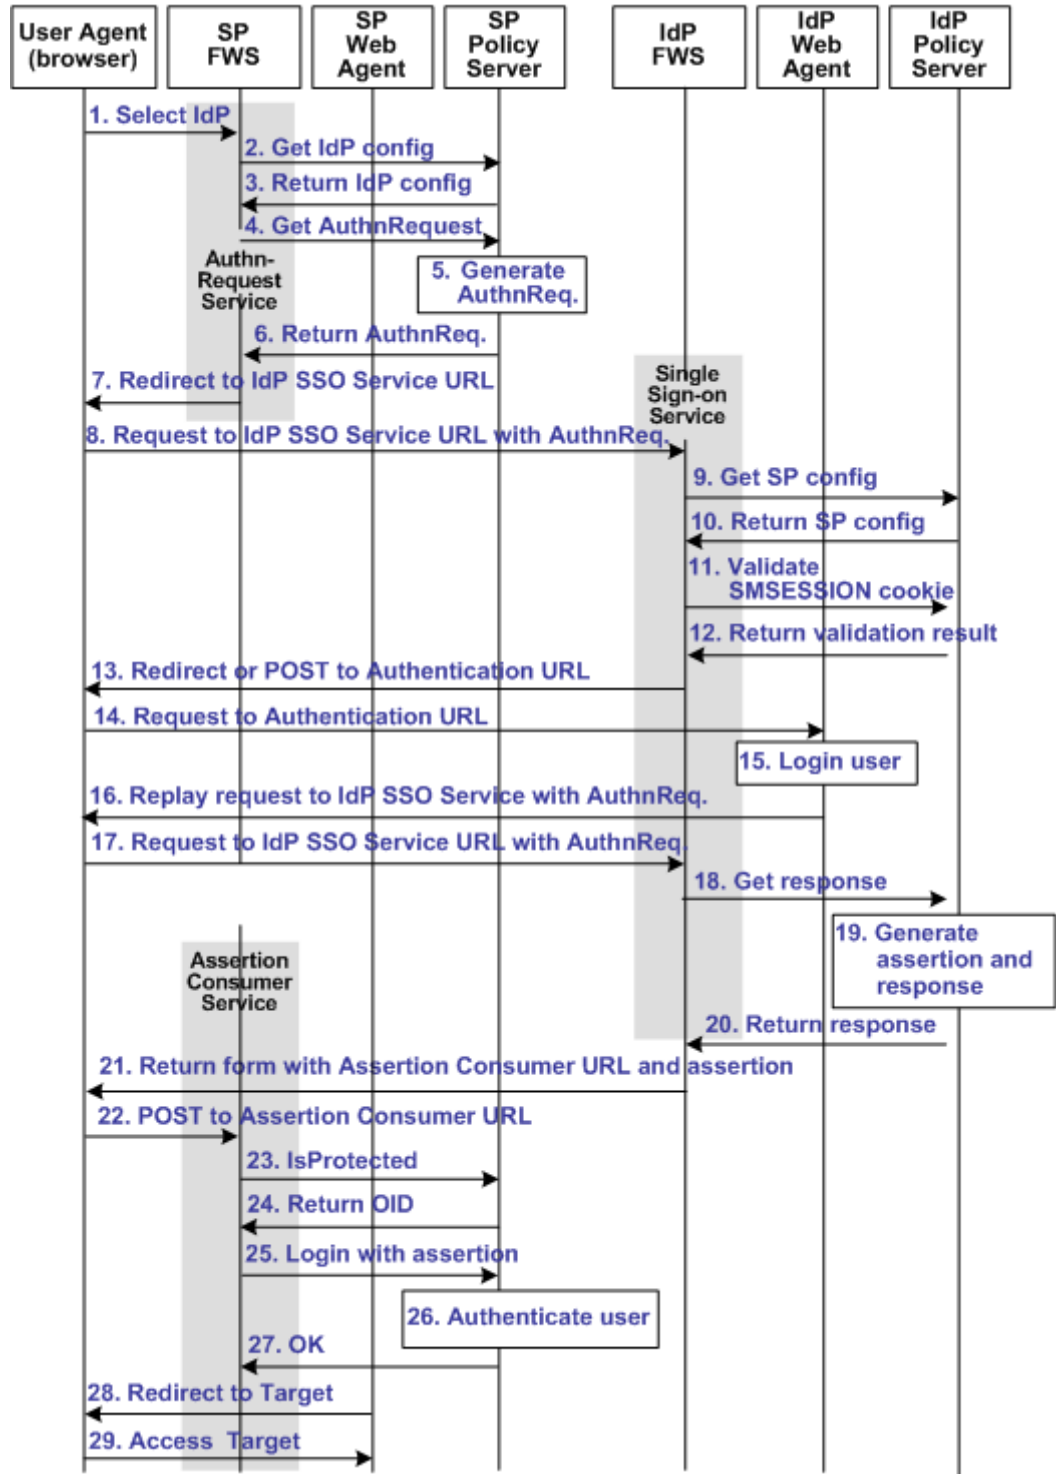 User Agent
(browser)
SP
FWS
SP
Web
Agent
SP
Policy
Server
IdP
FWS
IdP
Web
Agent
IdP
Policy
Server
1. Select IdP
2. Get IdP config
3. Return IdP config
4. Get AuthnRequest
Authn-
Request
Service
5. Generate
AuthnReq.
6. Return AuthnReq.
7. Redirect to IdP SSO Service URL
Single
Sign-on
Service
8. Request to IdP SSO Service URL with AuthnReq.
9. Get SP config
10. Return SP config
11. Validate
SMSESSION cookie
12. Return validation result
13. Redirect or POST to Authentication URL
14. Request to Authentication URL
15. Login user
16. Replay request to IdP SSO Service with AuthnReq.
17. Request to IdP SSO Service URL with AuthnReq.
18. Get response
19. Generate
assertion and
response
Assertion
Consumer
Service
20. Return response
21. Return form with Assertion Consumer URL and assertion
22. POST to Assertion Consumer URL
23. IsProtected
24. Return OID
25. Login with assertion
26. Authenticate user
27. OK
28. Redirect to Target
29. Access Target